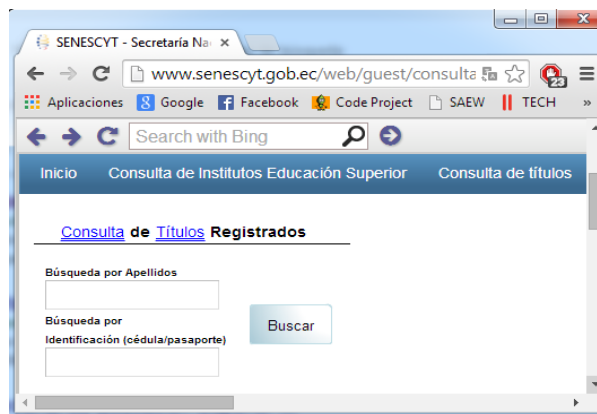 SENESCYT - Secretaría Na
www.senescyt.gob.ec/web/guest/consulta
23
Aplicaciones Google Facebook Code Project SAEW TECH »
Search with Bing
Inicio Consulta de Institutos Educación Superior Consulta de títulos
Consulta de Títulos Registrados
Búsqueda por Apellidos
Búsqueda por
Identificación (cédula/pasaporte)
Buscar